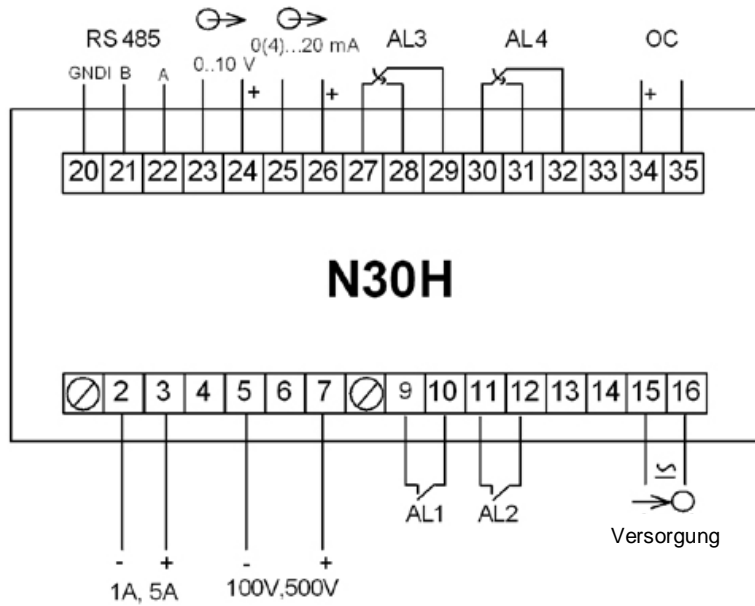 RS 485
0(4)...20 mA
AL3
AL4
OC
GNDI B A
0..10 V
+
+
+
20 21 22 23 24 25 26 27 28 29 30 31 32 33 34 35
N30H
2 3 4 5 6 7 9 10 11 12 13 14 15 16
AL1
AL2
Versorgung
- +
- +
1A, 5A
100V,500V